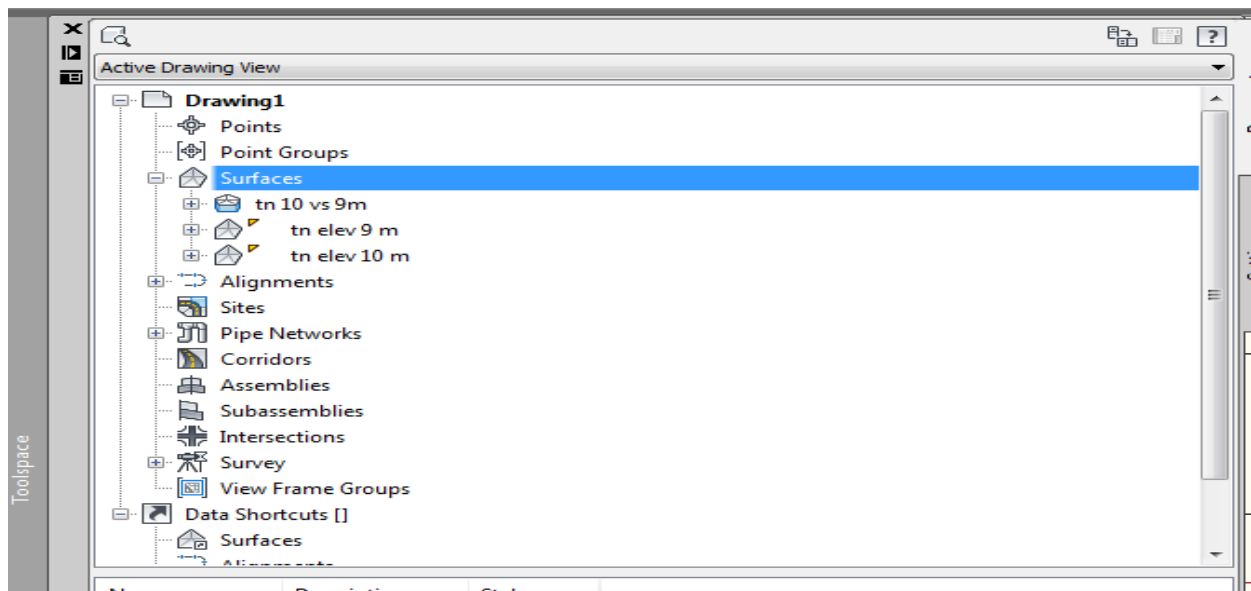 ?
Active Drawing View
Drawing1
Points
Point Groups
Surfaces
tn 10 vs 9m
tn elev 9 m
tn elev 10 m
Alignments
Sites
Pipe Networks
Corridors
Assemblies
Subassemblies
Intersections
Survey
View Frame Groups
Data Shortcuts []
Surfaces
Alignments
Toolspace